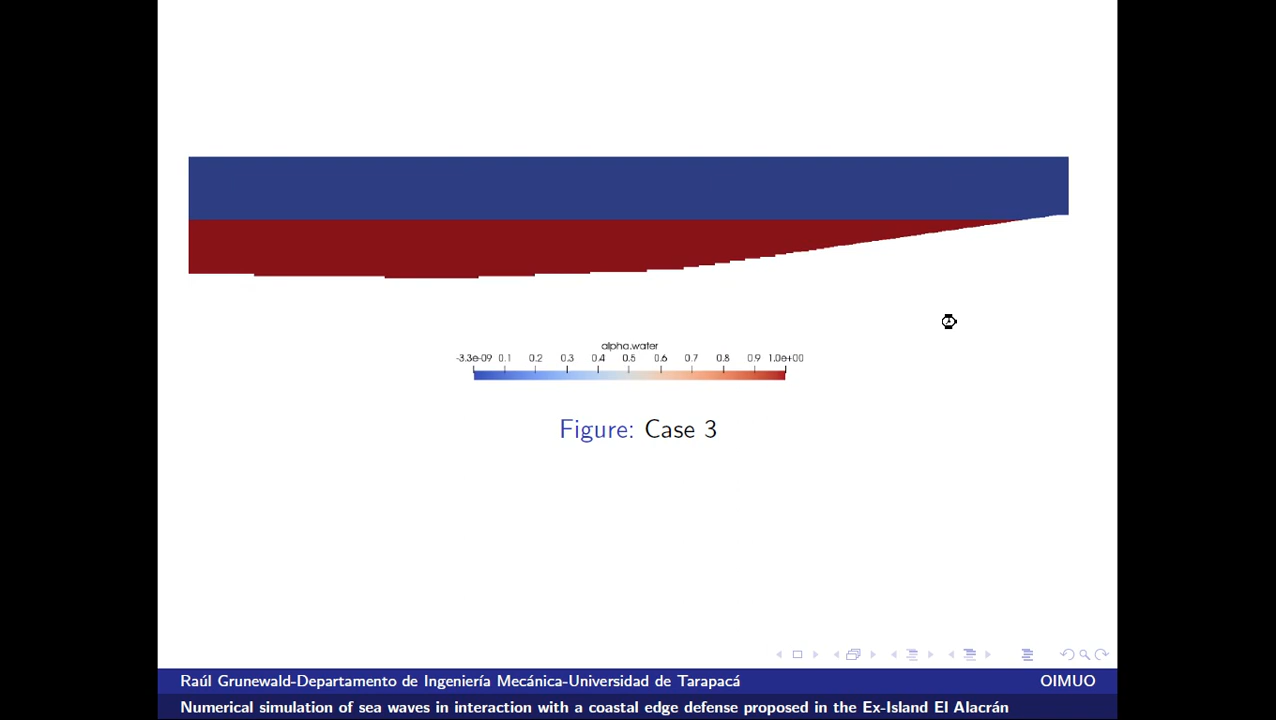 alpha.water
-3.3e-09 0.1 0.2 0.3 0.4 0.5 0.6 0.7 0.8 0.9 1.0e+00
Figure: Case 3
Raúl Grunewald-Departamento de Ingeniería Mecánica-Universidad de Tarapacá OIMUO
Numerical simulation of sea waves in interaction with a coastal edge defense proposed in the Ex-Island El Alacrán